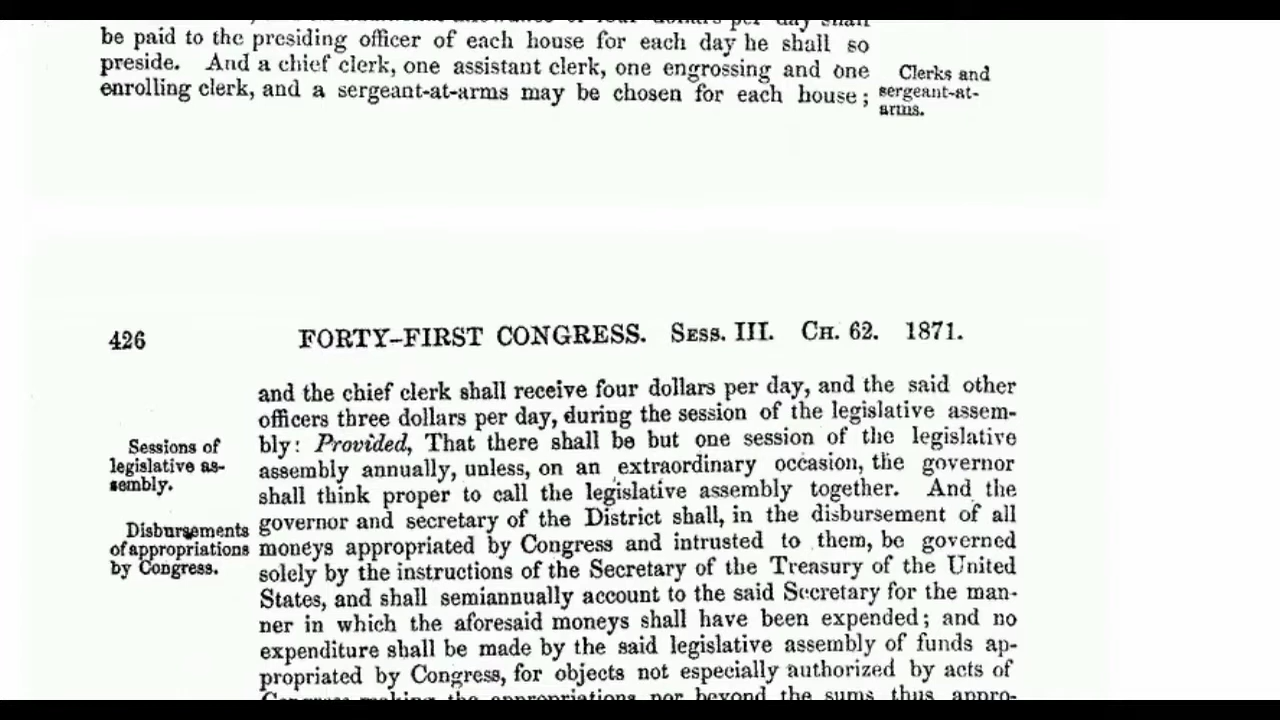 be paid to the presiding officer of each house for each day he shall so
preside. And a chief clerk, one assistant clerk, one engrossing and one
enrolling clerk, and a sergeant-at-arms may be chosen for each house;
Clerks and
sergeant-at-
arms.
426
FORTY-FIRST CONGRESS. SESS. III. CH. 62. 1871.
and the chief clerk shall receive four dollars per day, and the said other
officers three dollars per day, during the session of the legislative assem-
bly: Provided, That there shall be but one session of the legislative
assembly annually, unless, on an extraordinary occasion, the governor
shall think proper to call the legislative assembly together. And the
governor and secretary of the District shall, in the disbursement of all
moneys appropriated by Congress and intrusted to them, be governed
solely by the instructions of the Secretary of the Treasury of the United
States, and shall semiannually account to the said Secretary for the man-
ner in which the aforesaid moneys shall have been expended; and no
expenditure shall be made by the said legislative assembly of funds ap-
propriated by Congress, for objects not especially authorized by acts of
Congress making the appropriations nor beyond the sums thus appro-
Sessions of
legislative as-
sembly.
Disbursements
of appropriations
by Congress.